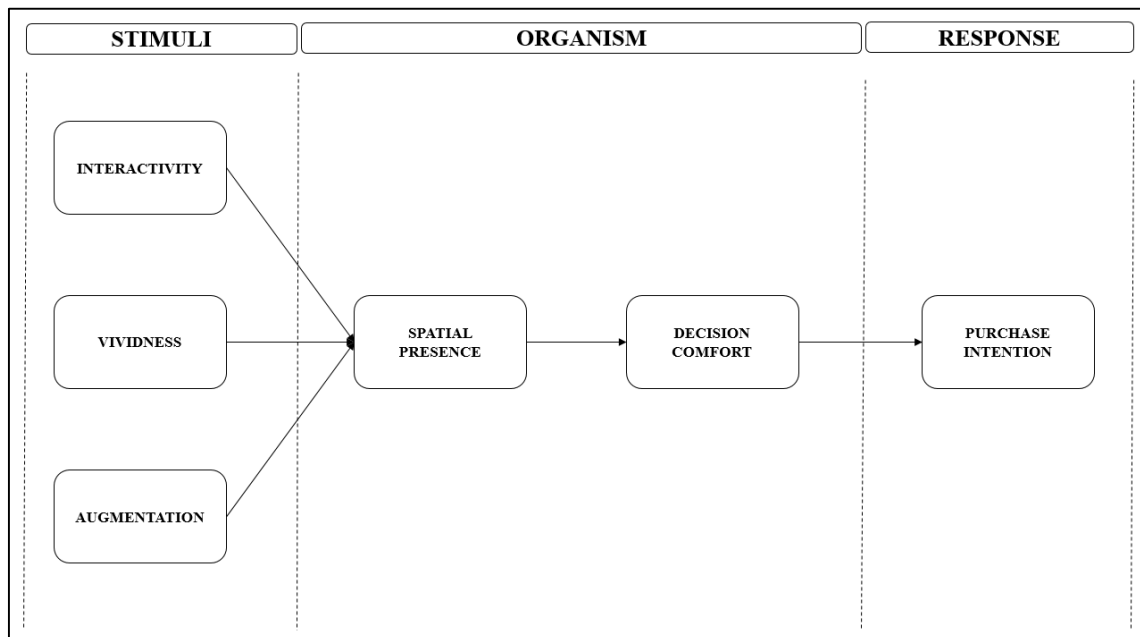 STIMULI
ORGANISM
RESPONSE
INTERACTIVITY
VIVIDNESS
SPATIAL
PRESENCE
DECISION
COMFORT
PURCHASE
INTENTION
AUGMENTATION